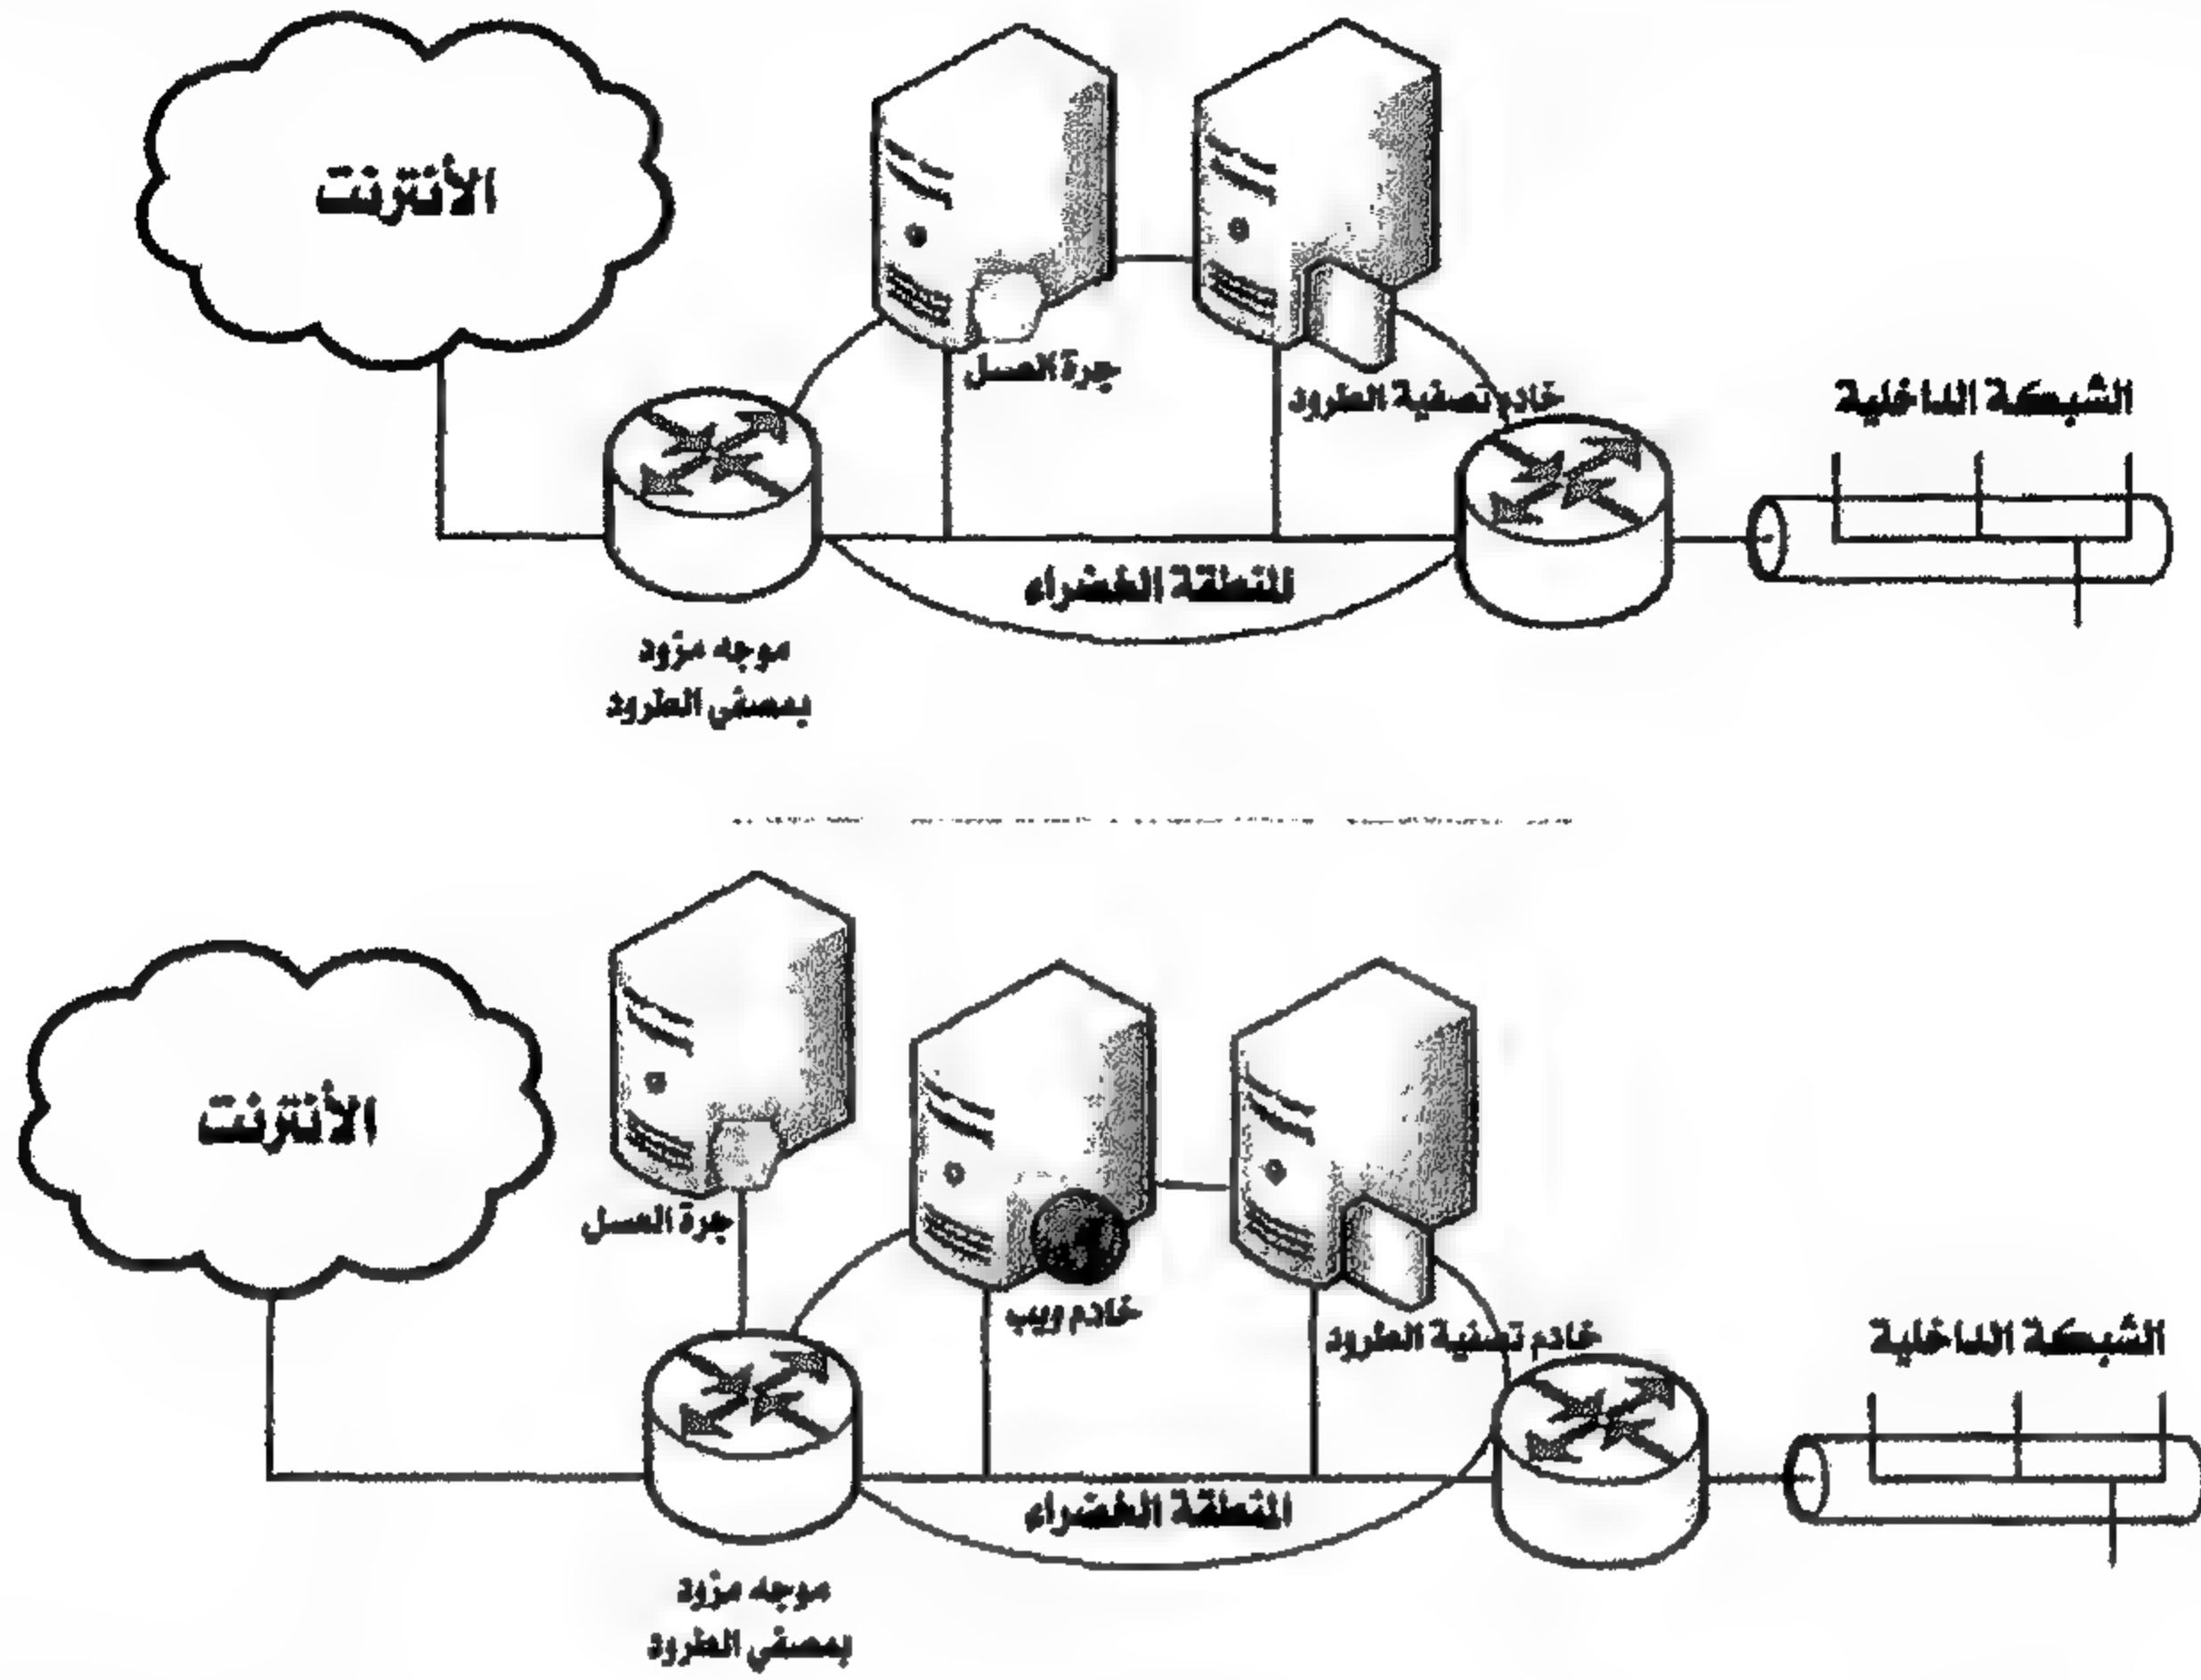 الأنترنت
جرة العسل
خادم تصفية الطرود
الشبكة الداخلية
المنطقة الخضراء
موجه مزود
بمصفي الطرود
الأنترنت
جرة العسل
خادم ويب
خادم تصفية الطرود
الشبكة الداخلية
المنطقة الخضراء
موجه مزود
بمصفي الطرود